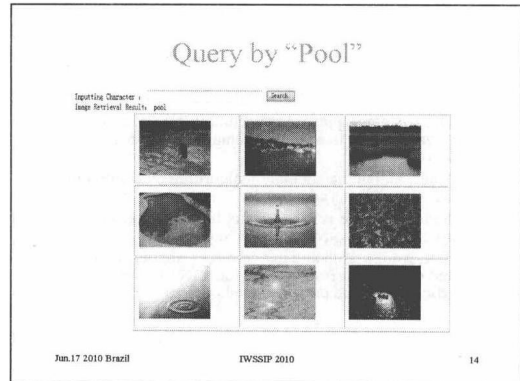 Query by “Pool”
Inputting Character :
Search
Image Retrieval Result: pool
Jun.17 2010 Brazil
IWSSIP 2010
14